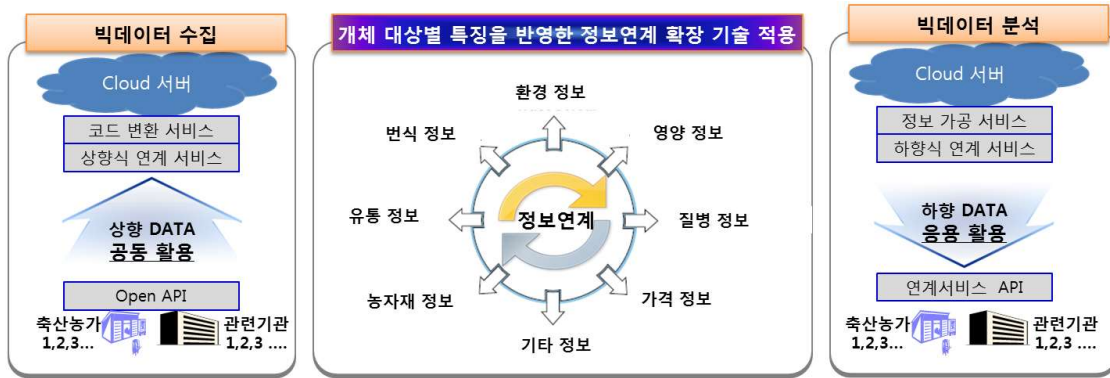 빅데이터 수집
Cloud 서버
코드 변환 서비스
상향식 연계 서비스
상향 DATA
공동 활용
Open API
축산농가
1,2,3...
관련기관
1,2,3 ....
개체 대상별 특징을 반영한 정보연계 확장 기술 적용
환경 정보
번식 정보
영양 정보
유통 정보
정보연계
질병 정보
농자재 정보
가격 정보
기타 정보
빅데이터 분석
Cloud 서버
정보 가공 서비스
하향식 연계 서비스
하향 DATA
응용 활용
연계서비스 API
축산농가
1,2,3...
관련기관
1,2,3 ....